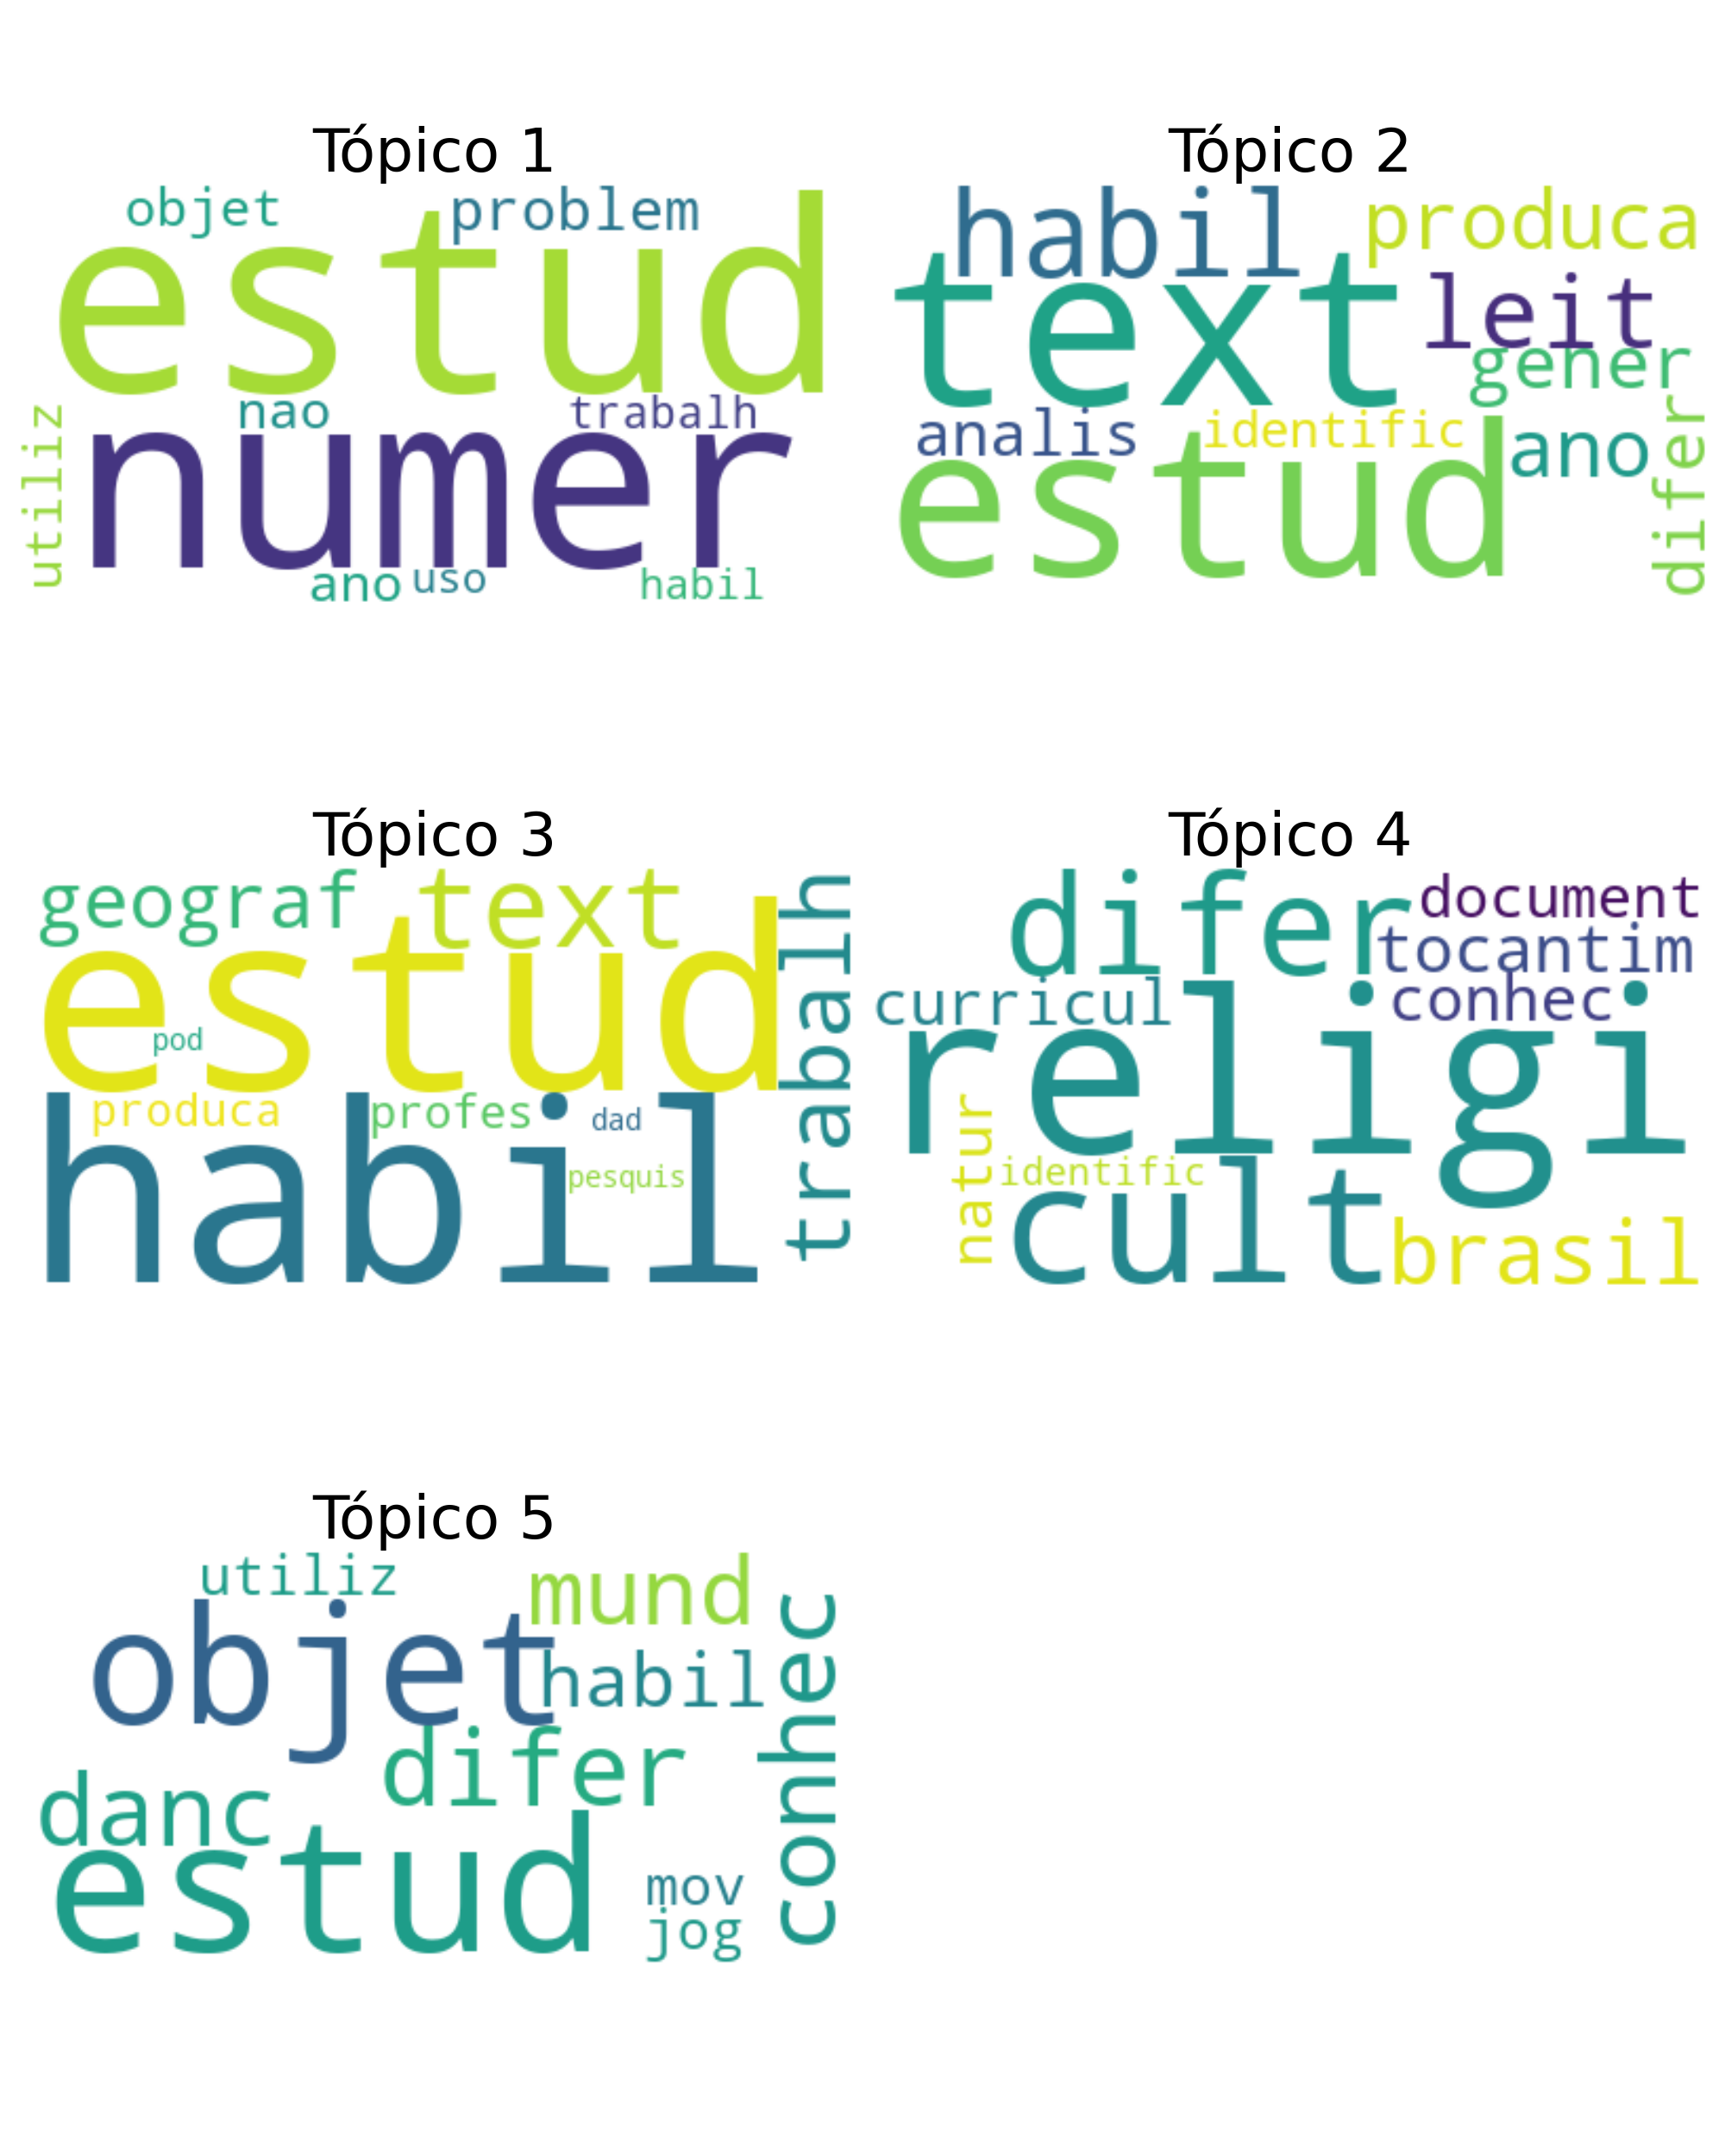 Tópico 1
objet
problem
estud
nao
trabalh
utiliz
numer
ano
uso
habil
Tópico 2
habil
produca
text
leit
gener
analis
identific
ano
estud
difer
Tópico 3
geograf
text
estud
trabalh
pod
produca
profes
dad
habil
pesquis
Tópico 4
difer
document
tocantim
curricul
conhec
religi
natur
identific
cult
brasil
Tópico 5
utiliz
mund
objet
habil
conhec
difer
danc
estud
mov
jog